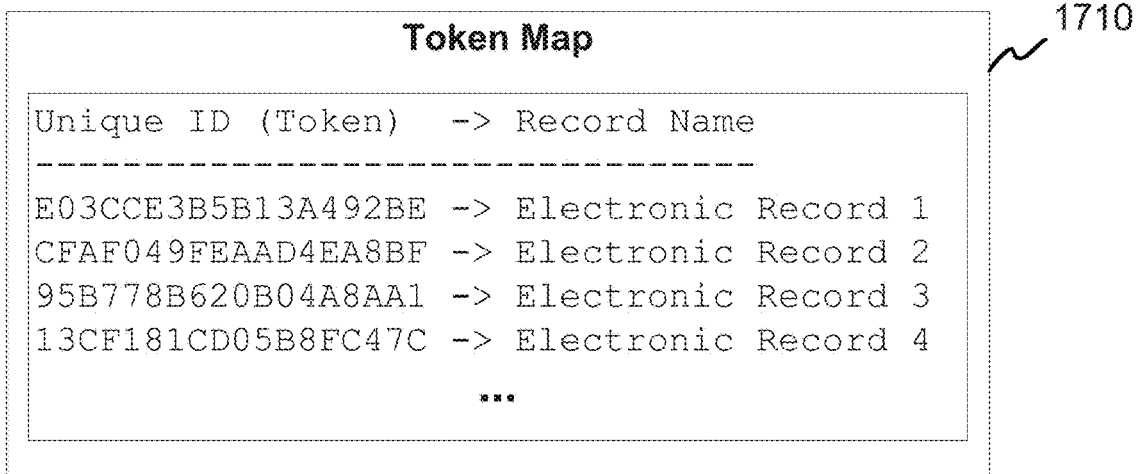 1710
Token Map
Unique ID (Token) -> Record Name
---------------------------------
E03CCE3B5B13A492BE -> Electronic Record 1
CFAF049FEAAD4EA8BF -> Electronic Record 2
95B778B620B04A8AA1 -> Electronic Record 3
13CF181CD05B8FC47C -> Electronic Record 4
...